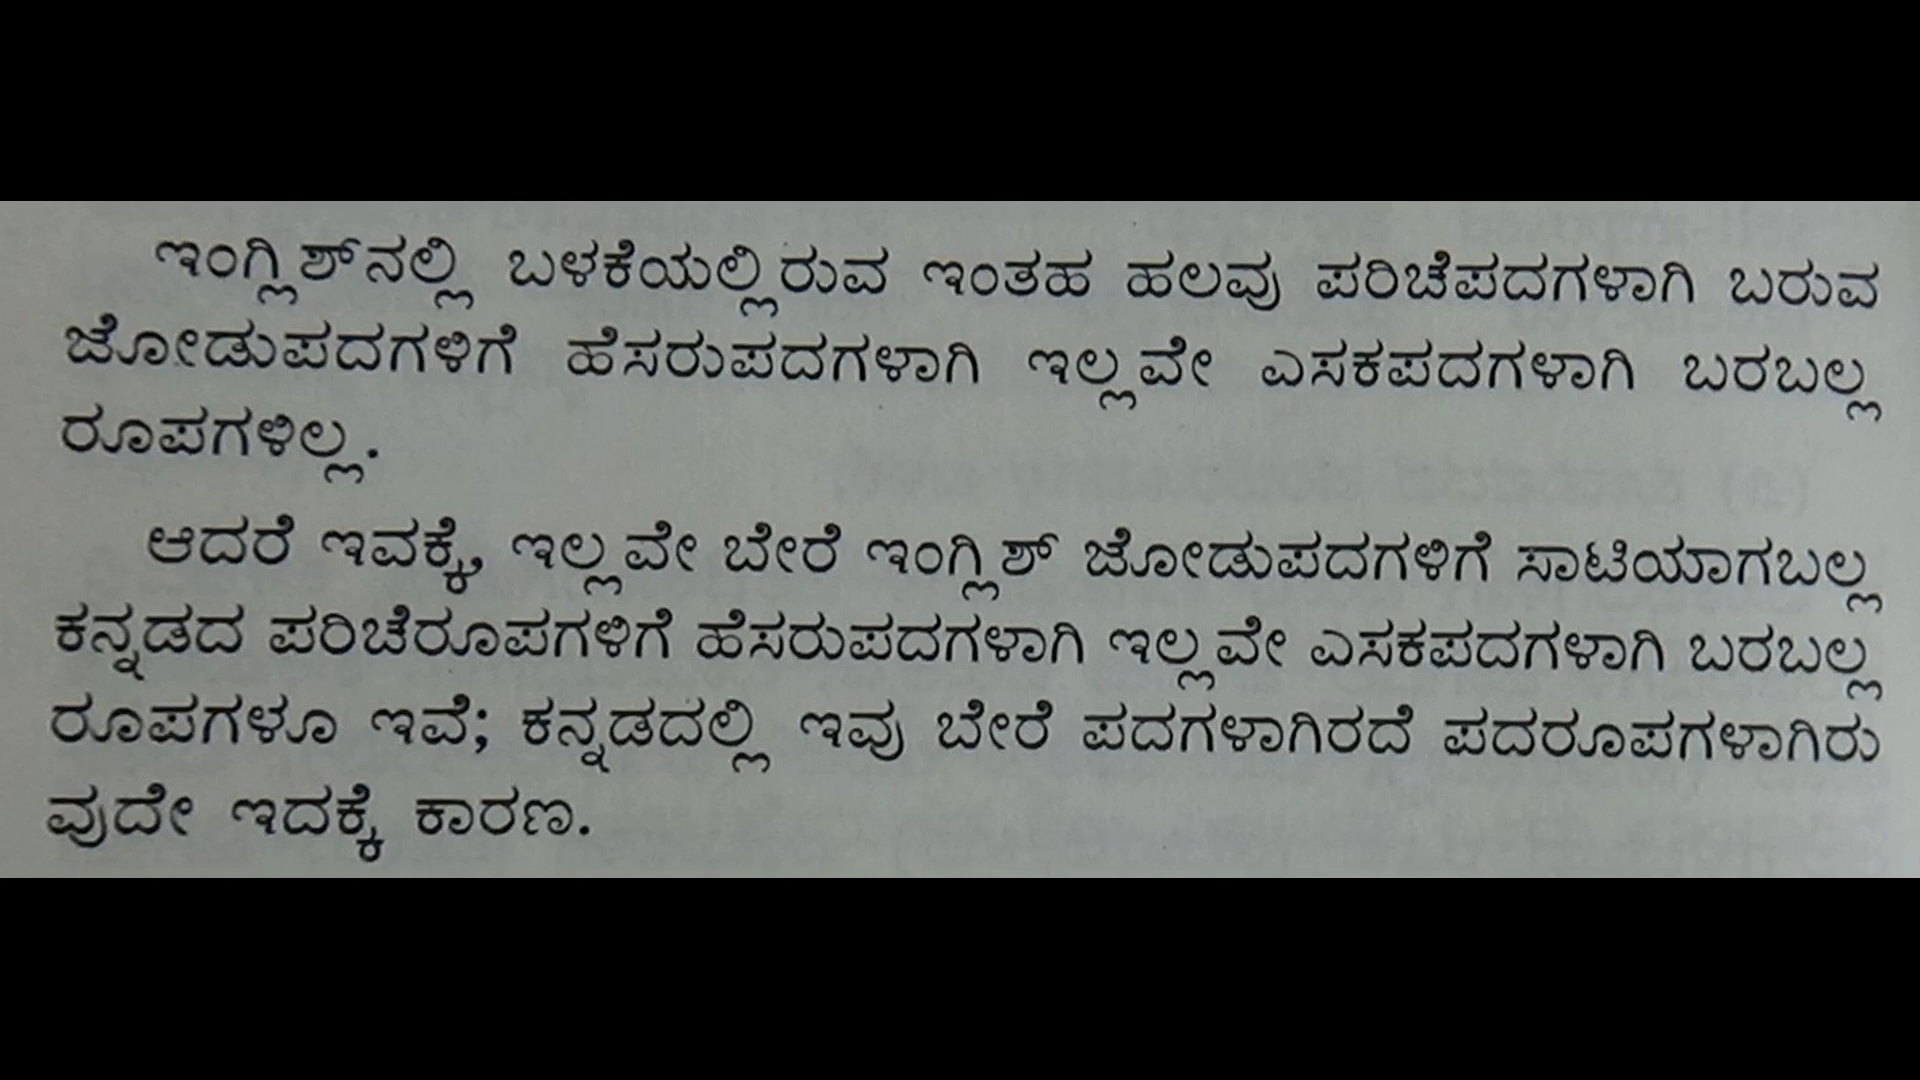 ಇಂಗ್ಲಿಶ್‌ನಲ್ಲಿ ಬಳಕೆಯಲ್ಲಿರುವ ಇಂತಹ ಹಲವು ಪರಿಚೆಪದಗಳಾಗಿ ಬರುವ
ಜೋಡುಪದಗಳಿಗೆ ಹೆಸರುಪದಗಳಾಗಿ ಇಲ್ಲವೇ ಎಸಕಪದಗಳಾಗಿ ಬರಬಲ್ಲ
ರೂಪಗಳಿಲ್ಲ.
ಆದರೆ ಇವಕ್ಕೆ, ಇಲ್ಲವೇ ಬೇರೆ ಇಂಗ್ಲಿಶ್ ಜೋಡುಪದಗಳಿಗೆ ಸಾಟಿಯಾಗಬಲ್ಲ
ಕನ್ನಡದ ಪರಿಚೆರೂಪಗಳಿಗೆ ಹೆಸರುಪದಗಳಾಗಿ ಇಲ್ಲವೇ ಎಸಕಪದಗಳಾಗಿ ಬರಬಲ್ಲ
ರೂಪಗಳೂ ಇವೆ; ಕನ್ನಡದಲ್ಲಿ ಇವು ಬೇರೆ ಪದಗಳಾಗಿರದೆ ಪದರೂಪಗಳಾಗಿರು
ವುದೇ ಇದಕ್ಕೆ ಕಾರಣ.